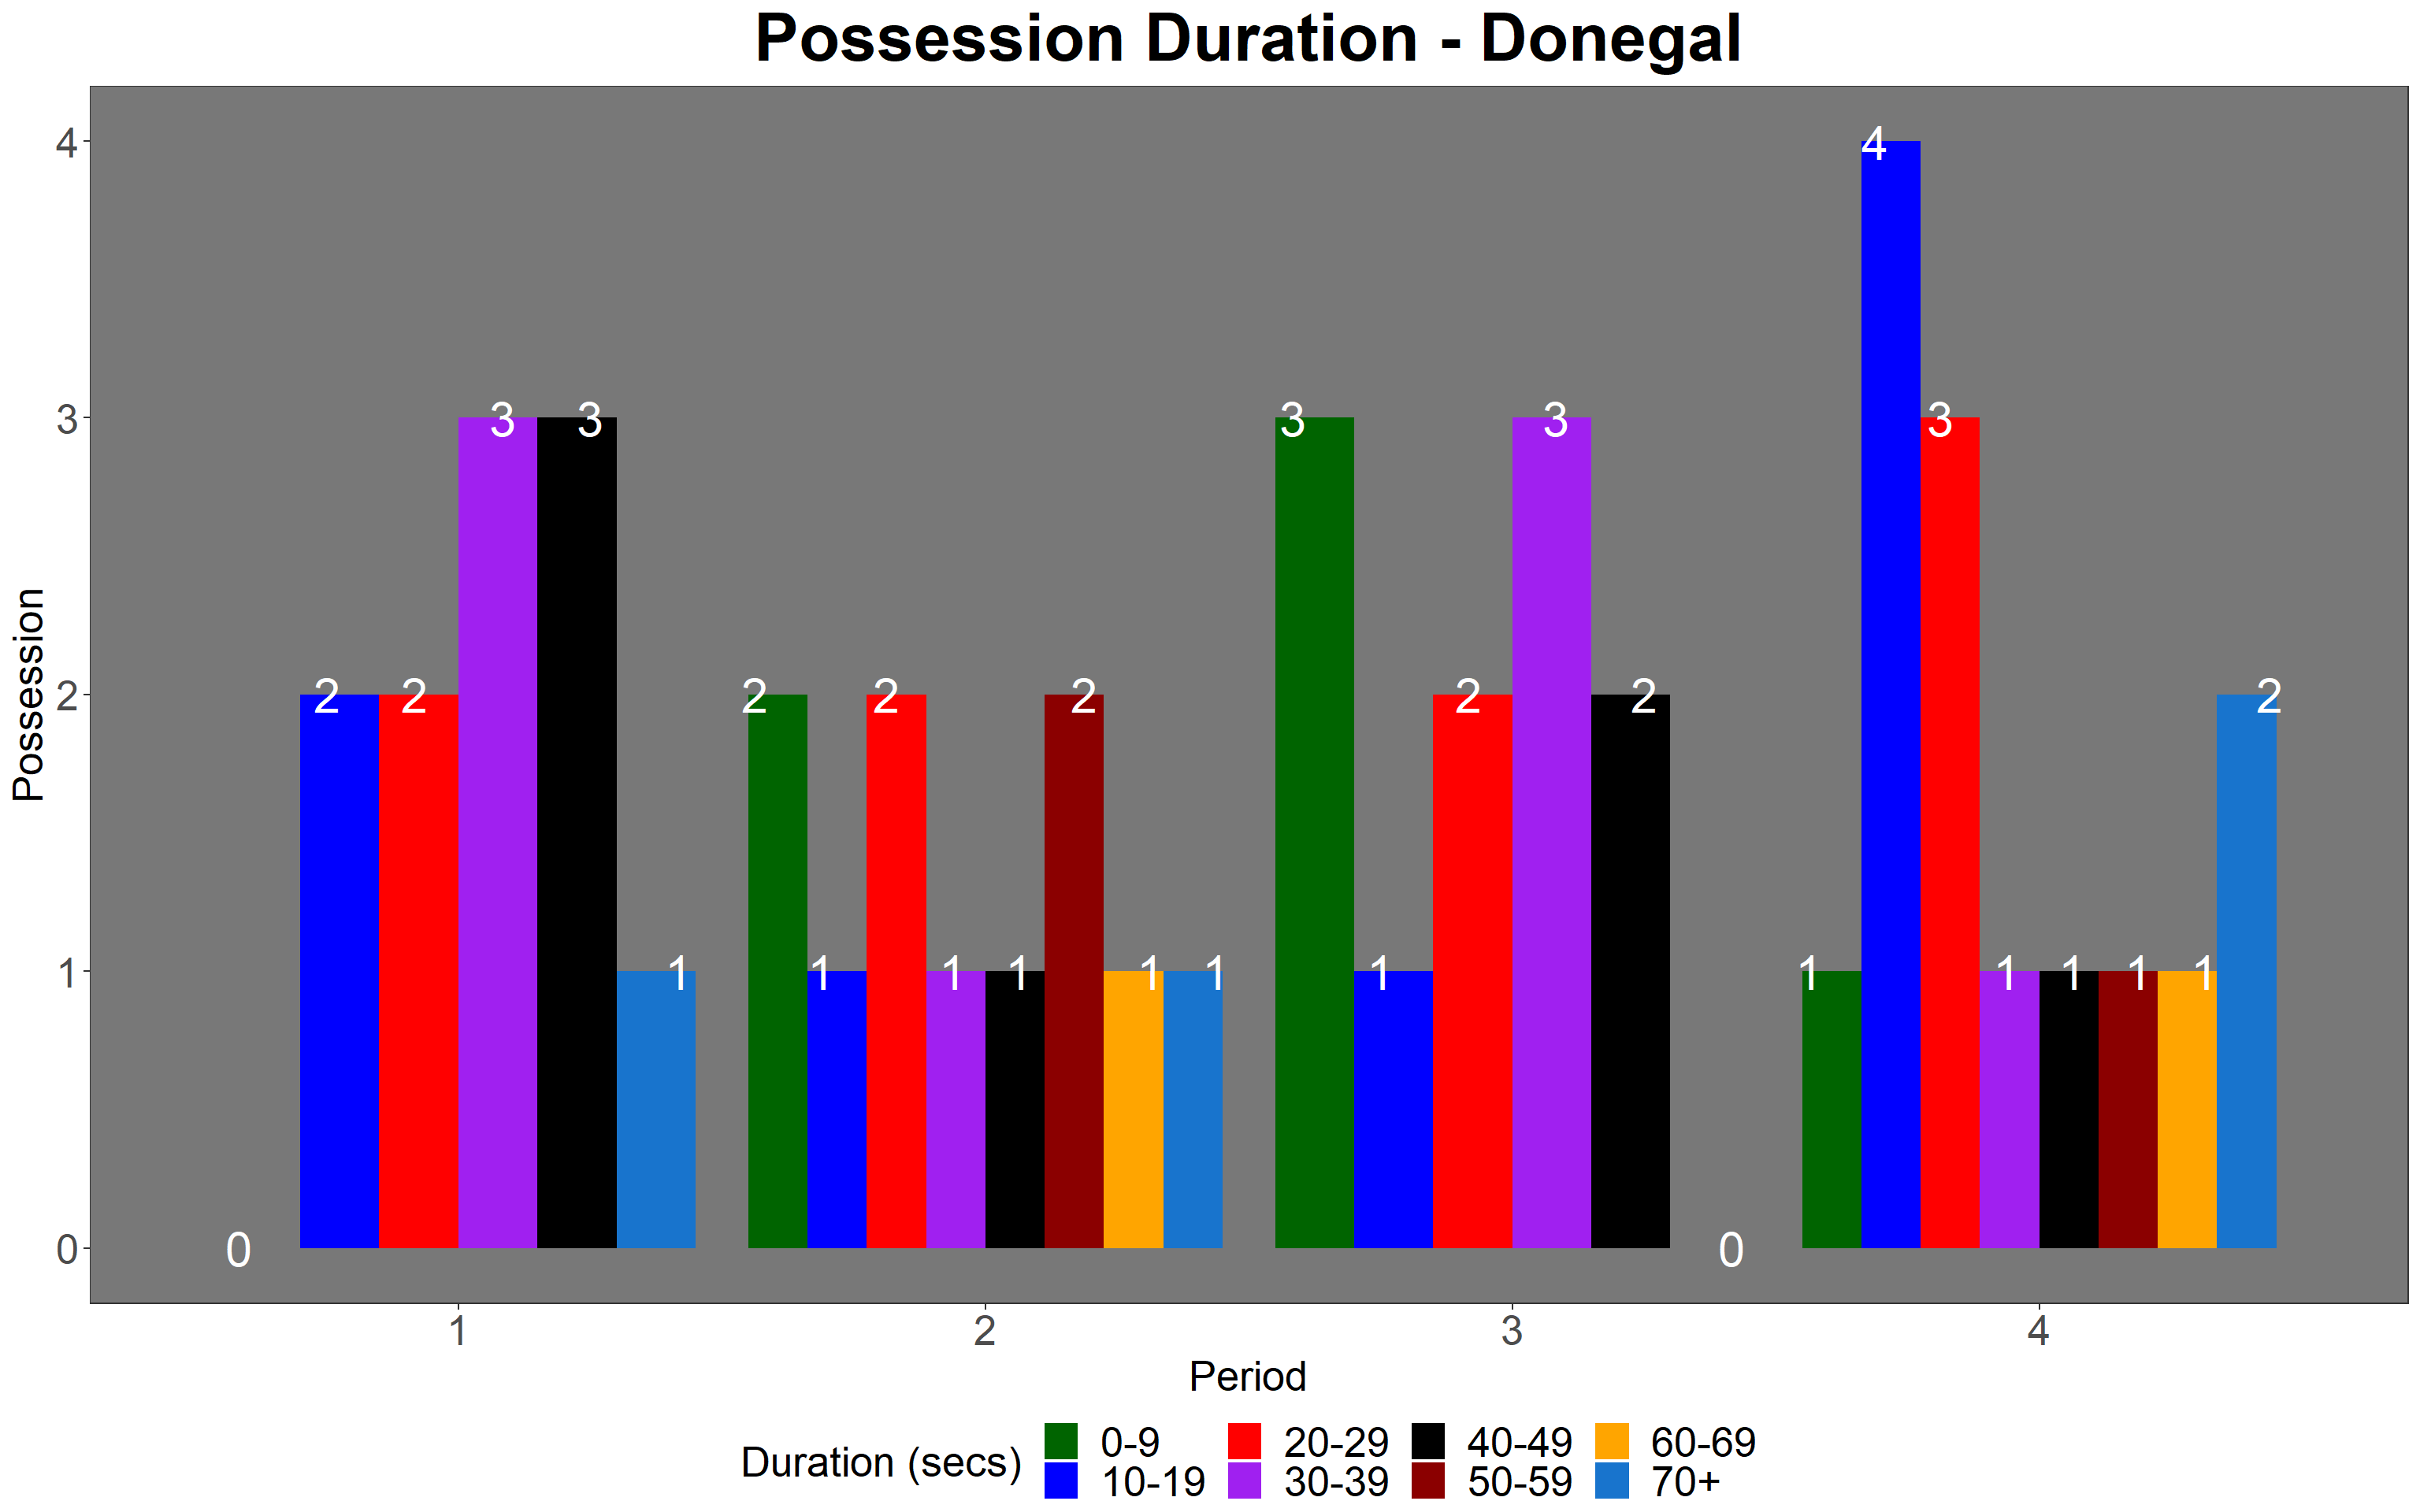 Possession Duration - Donegal
Possession
4
3
2
1
0
0 2 2 3 3 1
2 1 2 1 1 2 1 1
3 1 2 3 2 0
1 4 3 1 1 1 1 2
1 2 3 4
Period
Duration (secs)
0-9 20-29 40-49 60-69
10-19 30-39 50-59 70+